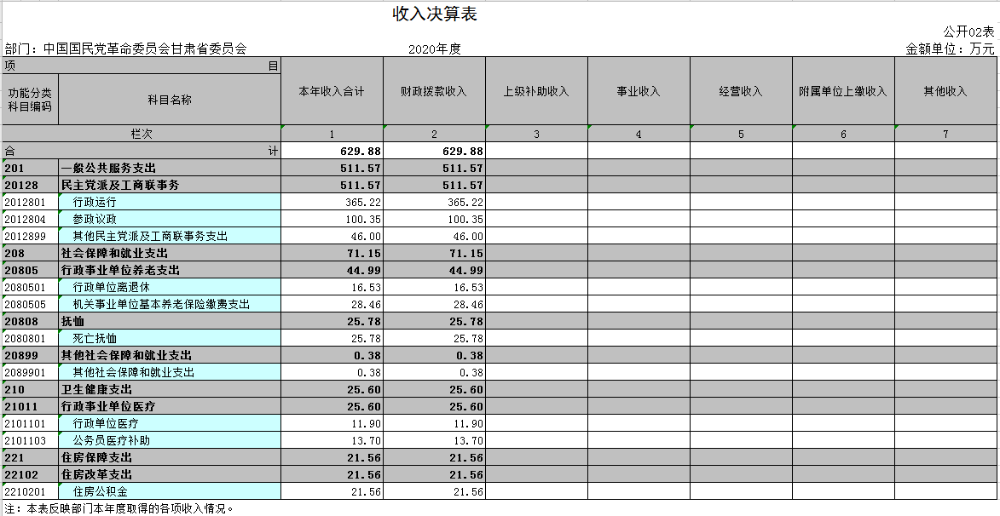 收入决算表
公开02表
部门：中国国民党革命委员会甘肃省委员会 2020年度 金额单位：万元
项 目 本年收入合计 财政拨款收入 上级补助收入 事业收入 经营收入 附属单位上缴收入 其他收入
功能分类科目编码 科目名称
栏次 1 2 3 4 5 6 7
合 计 629.88 629.88
201 一般公共服务支出 511.57 511.57
20128 民主党派及工商联事务 511.57 511.57
2012801 行政运行 365.22 365.22
2012804 参政议政 100.35 100.35
2012899 其他民主党派及工商联事务支出 46.00 46.00
208 社会保障和就业支出 71.15 71.15
20805 行政事业单位养老支出 44.99 44.99
2080501 行政单位离退休 16.53 16.53
2080505 机关事业单位基本养老保险缴费支出 28.46 28.46
20808 抚恤 25.78 25.78
2080801 死亡抚恤 25.78 25.78
20899 其他社会保障和就业支出 0.38 0.38
2089901 其他社会保障和就业支出 0.38 0.38
210 卫生健康支出 25.60 25.60
21011 行政事业单位医疗 25.60 25.60
2101101 行政单位医疗 11.90 11.90
2101103 公务员医疗补助 13.70 13.70
221 住房保障支出 21.56 21.56
22102 住房改革支出 21.56 21.56
2210201 住房公积金 21.56 21.56
注：本表反映部门本年度取得的各项收入情况。